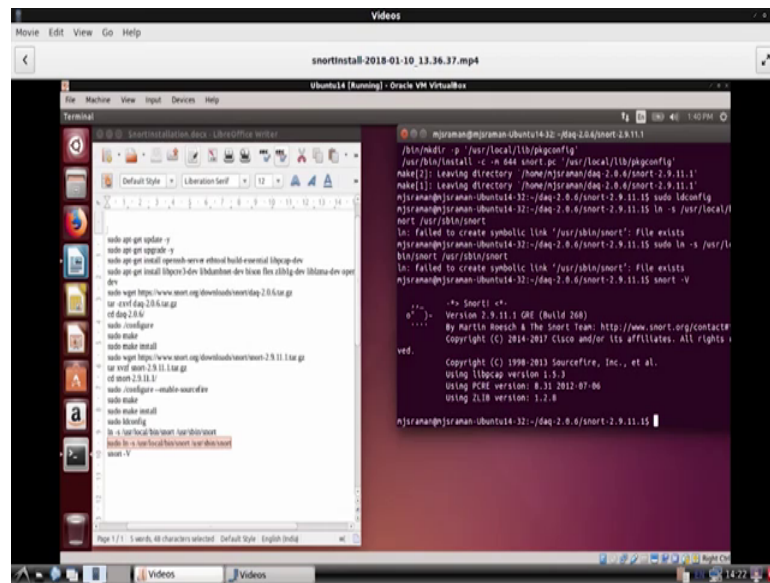 Videos
Movie Edit View Go Help
snortInstall-2018-01-10_13.36.37.mp4
Ubuntu14 [Running] - Oracle VM VirtualBox
File Machine View Input Devices Help
Terminal
1:40 PM
SnortInstallation.docx - LibreOffice Writer
Default Style
Liberation Serif
12
sudo apt-get update -y
sudo apt-get upgrade -y
sudo apt-get install openssh-server ethtool build-essential libpcap-dev
sudo apt-get install libpcre3-dev libdumbnet-dev bison flex zlib1g-dev liblzma-dev open
dev
sudo wget https://www.snort.org/downloads/snort/daq-2.0.6.tar.gz
tar -zxvf daq-2.0.6.tar.gz
cd daq-2.0.6/
sudo ./configure
sudo make
sudo make install
sudo wget https://www.snort.org/downloads/snort/snort-2.9.11.1.tar.gz
tar xvzf snort-2.9.11.1.tar.gz
cd snort-2.9.11.1/
sudo ./configure --enable-sourcefire
sudo make
sudo make install
sudo ldconfig
ln -s /usr/local/bin/snort /usr/sbin/snort
sudo ln -s /usr/local/bin/snort /usr/sbin/snort
snort -V
Page 1 / 1 5 words, 48 characters selected Default Style English (India)
mjsraman@mjsraman-Ubuntu14-32: ~/daq-2.0.6/snort-2.9.11.1
/bin/mkdir -p '/usr/local/lib/pkgconfig'
/usr/bin/install -c -m 644 snort.pc '/usr/local/lib/pkgconfig'
make[2]: Leaving directory `/home/mjsraman/daq-2.0.6/snort-2.9.11.1'
make[1]: Leaving directory `/home/mjsraman/daq-2.0.6/snort-2.9.11.1'
mjsraman@mjsraman-Ubuntu14-32:~/daq-2.0.6/snort-2.9.11.1$ sudo ldconfig
mjsraman@mjsraman-Ubuntu14-32:~/daq-2.0.6/snort-2.9.11.1$ ln -s /usr/local/
nort /usr/sbin/snort
ln: failed to create symbolic link '/usr/sbin/snort': File exists
mjsraman@mjsraman-Ubuntu14-32:~/daq-2.0.6/snort-2.9.11.1$ sudo ln -s /usr/l
bin/snort /usr/sbin/snort
ln: failed to create symbolic link '/usr/sbin/snort': File exists
mjsraman@mjsraman-Ubuntu14-32:~/daq-2.0.6/snort-2.9.11.1$ snort -V
,,_ -*> Snort! <*-
o" )~ Version 2.9.11.1 GRE (Build 268)
'''' By Martin Roesch & The Snort Team: http://www.snort.org/contact#
Copyright (C) 2014-2017 Cisco and/or its affiliates. All rights
ved.
Copyright (C) 1998-2013 Sourcefire, Inc., et al.
Using libpcap version 1.5.3
Using PCRE version: 8.31 2012-07-06
Using ZLIB version: 1.2.8
mjsraman@mjsraman-Ubuntu14-32:~/daq-2.0.6/snort-2.9.11.1$
Right Ctrl
Videos
Videos
14:22